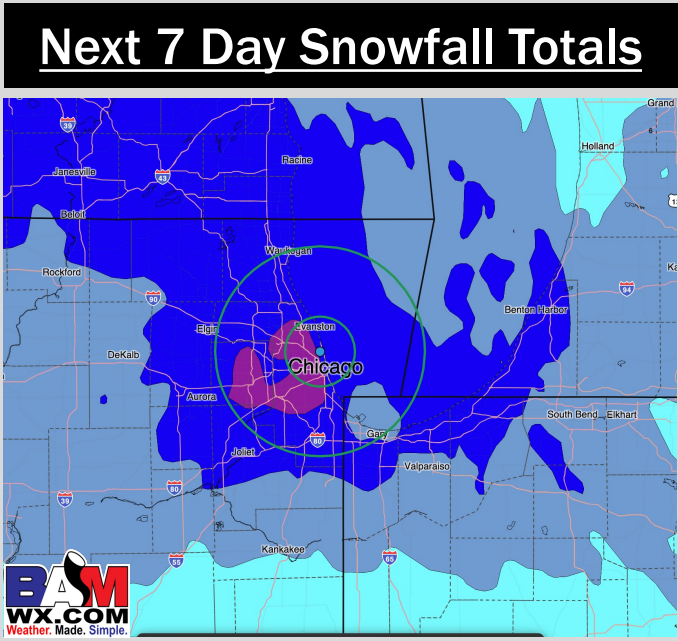 Next 7 Day Snowfall Totals
Grand
39
6
Holland
Racine
Janesville
43
Beloit
Waukegan
Rockford
94
90
Benton Harbor
Evanston
Elgin
DeKalb
Chicago
Aurora
South Bend
Elkhart
Gary
80
Joliet
Valparaiso
80
39
Kankakee
55
65
BAM
WX.COM
Weather. Made. Simple.